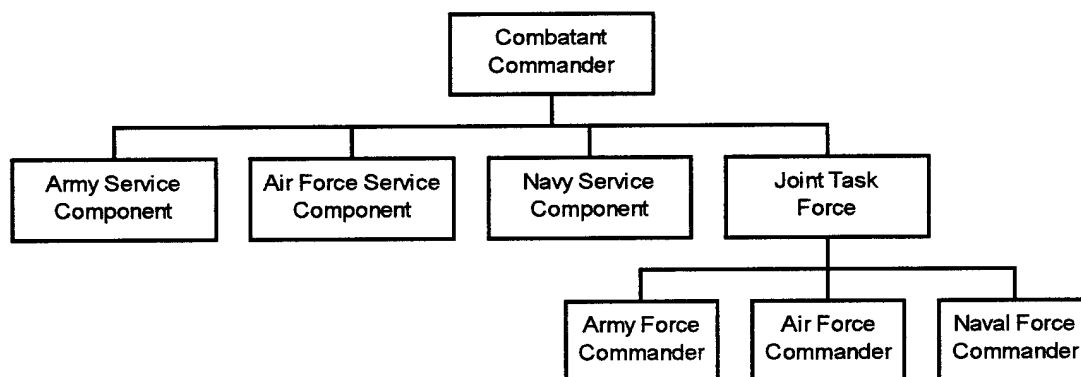 Combatant
Commander
Army Service
Component
Air Force Service
Component
Navy Service
Component
Joint Task
Force
Army Force
Commander
Air Force
Commander
Naval Force
Commander